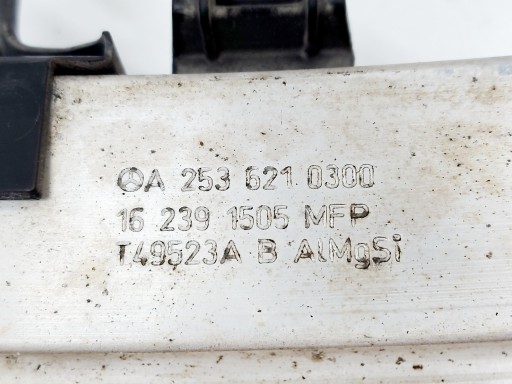 A 253 621 0300
16 239 1505 MFP
T49523A B AlMgSi